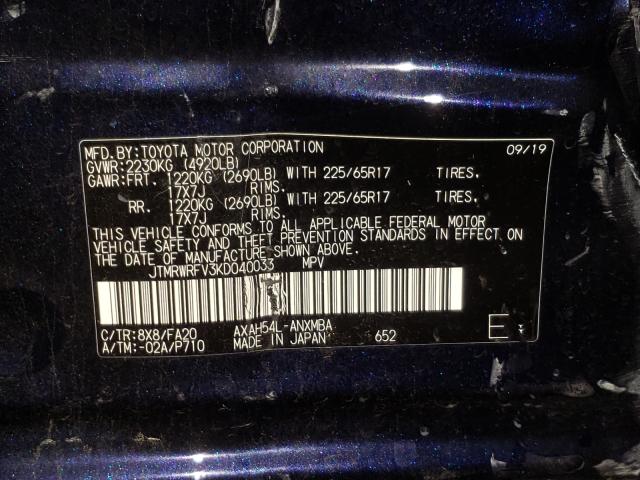 MFD.BY:TOYOTA MOTOR CORPORATION 09/19
GVWR:2230KG (4920LB)
GAWR:FRT. 1220KG (2690LB) WITH 225/65R17 TIRES.
17X7J RIMS.
RR. 1220KG (2690LB) WITH 225/65R17 TIRES.
17X7J RIMS.
THIS VEHICLE CONFORMS TO ALL APPLICABLE FEDERAL MOTOR
VEHICLE SAFETY AND THEFT PREVENTION STANDARDS IN EFFECT ON
THE DATE OF MANUFACTURE SHOWN ABOVE.
JTMRWRFV3KD040033 MPV
C/TR:8X8/FA20 AXAH54L-ANXMBA
A/TM:-02A/P710 MADE IN JAPAN 652 E